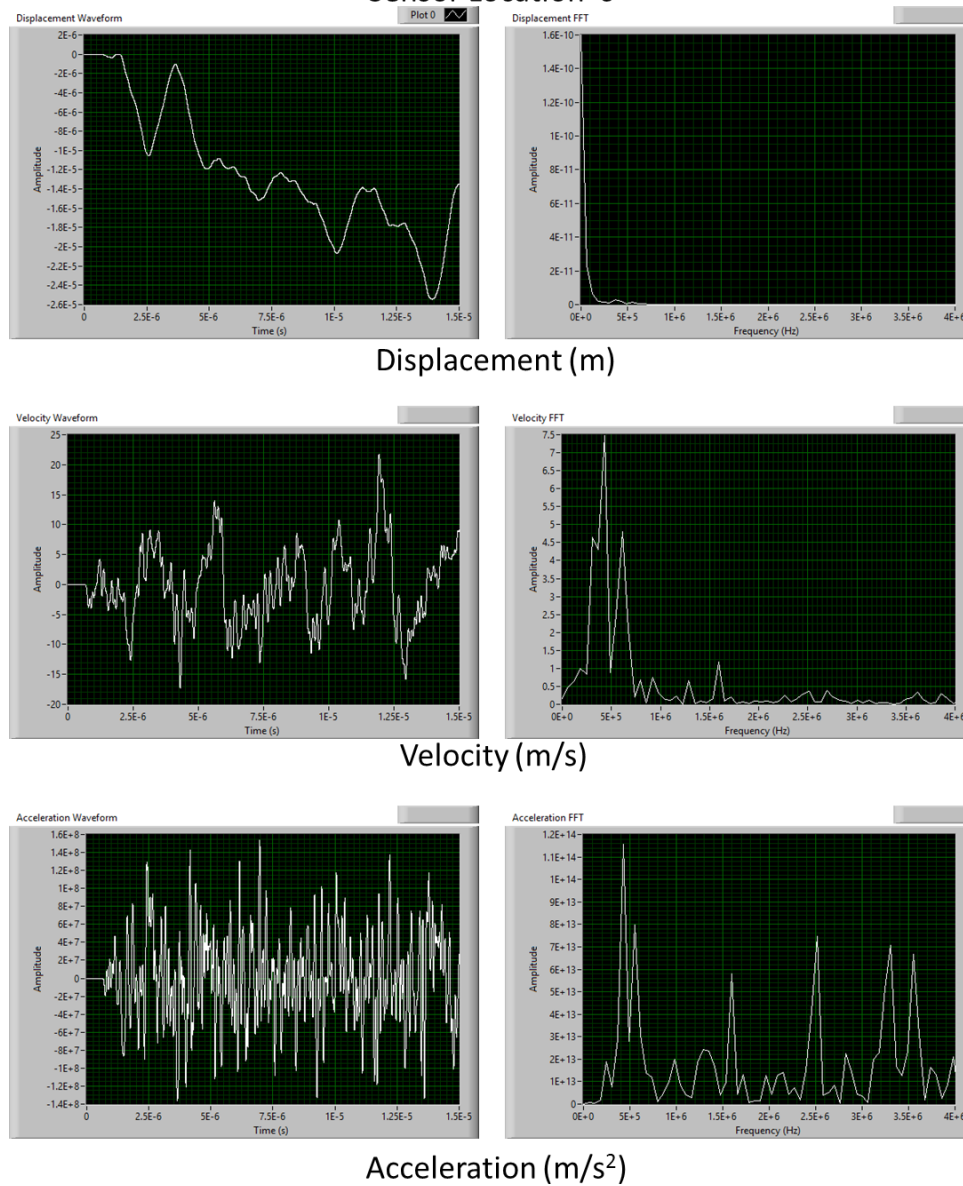 Displacement Waveform
Plot 0
Displacement FFT
Amplitude
2E-6
0
-2E-6
-4E-6
-6E-6
-8E-6
-1E-5
-1.2E-5
-1.4E-5
-1.6E-5
-1.8E-5
-2E-5
-2.2E-5
-2.4E-5
-2.6E-5
0
2.5E-6
5E-6
7.5E-6
1E-5
1.25E-5
1.5E-5
Time (s)
Amplitude
1.6E-10
1.4E-10
1.2E-10
1E-10
8E-11
6E-11
4E-11
2E-11
0
0E+0
5E+5
1E+6
1.5E+6
2E+6
2.5E+6
3E+6
3.5E+6
4E+6
Frequency (Hz)
Displacement (m)
Velocity Waveform
Velocity FFT
Amplitude
25
20
15
10
5
0
-5
-10
-15
-20
0
2.5E-6
5E-6
7.5E-6
1E-5
1.25E-5
1.5E-5
Time (s)
Amplitude
7.5
7
6.5
6
5.5
5
4.5
4
3.5
3
2.5
2
1.5
1
0.5
0
0E+0
5E+5
1E+6
1.5E+6
2E+6
2.5E+6
3E+6
3.5E+6
4E+6
Frequency (Hz)
Velocity (m/s)
Acceleration Waveform
Acceleration FFT
Amplitude
1.6E+8
1.4E+8
1.2E+8
1E+8
8E+7
6E+7
4E+7
2E+7
0
-2E+7
-4E+7
-6E+7
-8E+7
-1E+8
-1.2E+8
-1.4E+8
0
2.5E-6
5E-6
7.5E-6
1E-5
1.25E-5
1.5E-5
Time (s)
Amplitude
1.2E+14
1.1E+14
1E+14
9E+13
8E+13
7E+13
6E+13
5E+13
4E+13
3E+13
2E+13
1E+13
0
0E+0
5E+5
1E+6
1.5E+6
2E+6
2.5E+6
3E+6
3.5E+6
4E+6
Frequency (Hz)
Acceleration (m/s²)